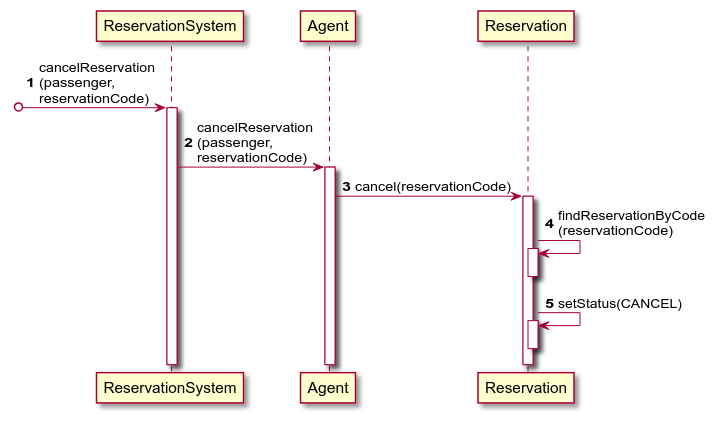 ReservationSystem
Agent
Reservation
cancelReservation
1 (passenger,
reservationCode)
cancelReservation
2 (passenger,
reservationCode)
3 cancel(reservationCode)
findReservationByCode
4 (reservationCode)
5 setStatus(CANCEL)
ReservationSystem
Agent
Reservation